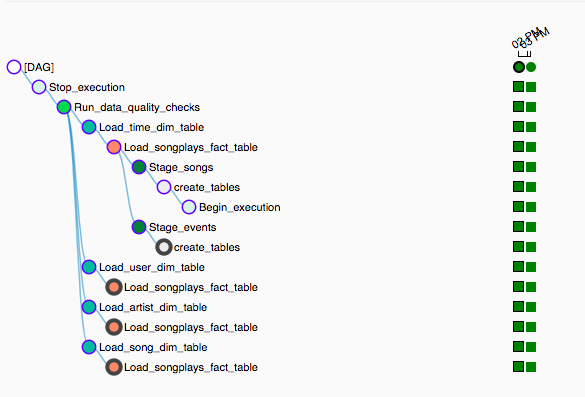 02 PM
03 PM
[DAG]
Stop_execution
Run_data_quality_checks
Load_time_dim_table
Load_songplays_fact_table
Stage_songs
create_tables
Begin_execution
Stage_events
create_tables
Load_user_dim_table
Load_songplays_fact_table
Load_artist_dim_table
Load_songplays_fact_table
Load_song_dim_table
Load_songplays_fact_table